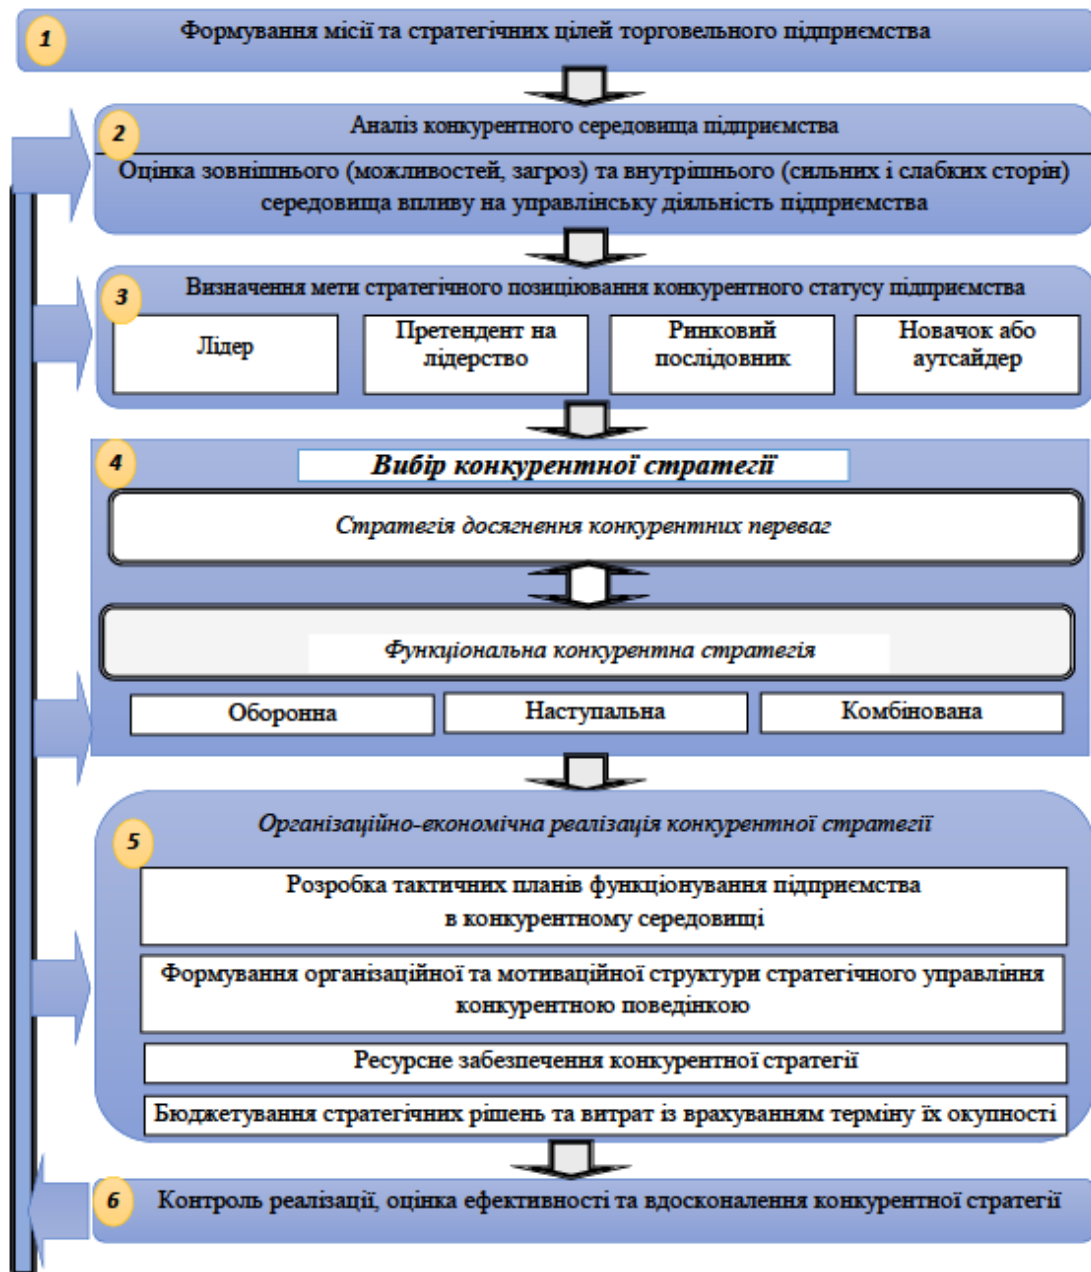 1
Формування місії та стратегічних цілей торговельного підприємства
2
Аналіз конкурентного середовища підприємства
Оцінка зовнішнього (можливостей, загроз) та внутрішнього (сильних і слабких сторін)
середовища впливу на управлінську діяльність підприємства
3
Визначення мети стратегічного позиціювання конкурентного статусу підприємства
Лідер
Претендент на
лідерство
Ринковий
послідовник
Новачок або
аутсайдер
4
Вибір конкурентної стратегії
Стратегія досягнення конкурентних переваг
Функціональна конкурентна стратегія
Оборонна
Наступальна
Комбінована
5
Організаційно-економічна реалізація конкурентної стратегії
Розробка тактичних планів функціонування підприємства
в конкурентному середовищі
Формування організаційної та мотиваційної структури стратегічного управління
конкурентною поведінкою
Ресурсне забезпечення конкурентної стратегії
Бюджетування стратегічних рішень та витрат із врахуванням терміну їх окупності
6
Контроль реалізації, оцінка ефективності та вдосконалення конкурентної стратегії